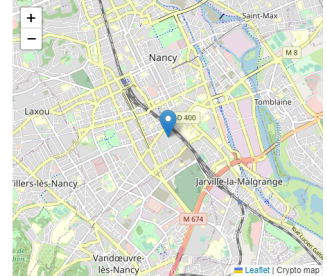 +
Saint-Max
−
M 8
Nancy
Tomblaine
D 400
Laxou
illers-lès-Nancy
Jarville-la-Malgrange
M 674
Vandœuvre-
lès-Nancy
Leaflet | Crypto map